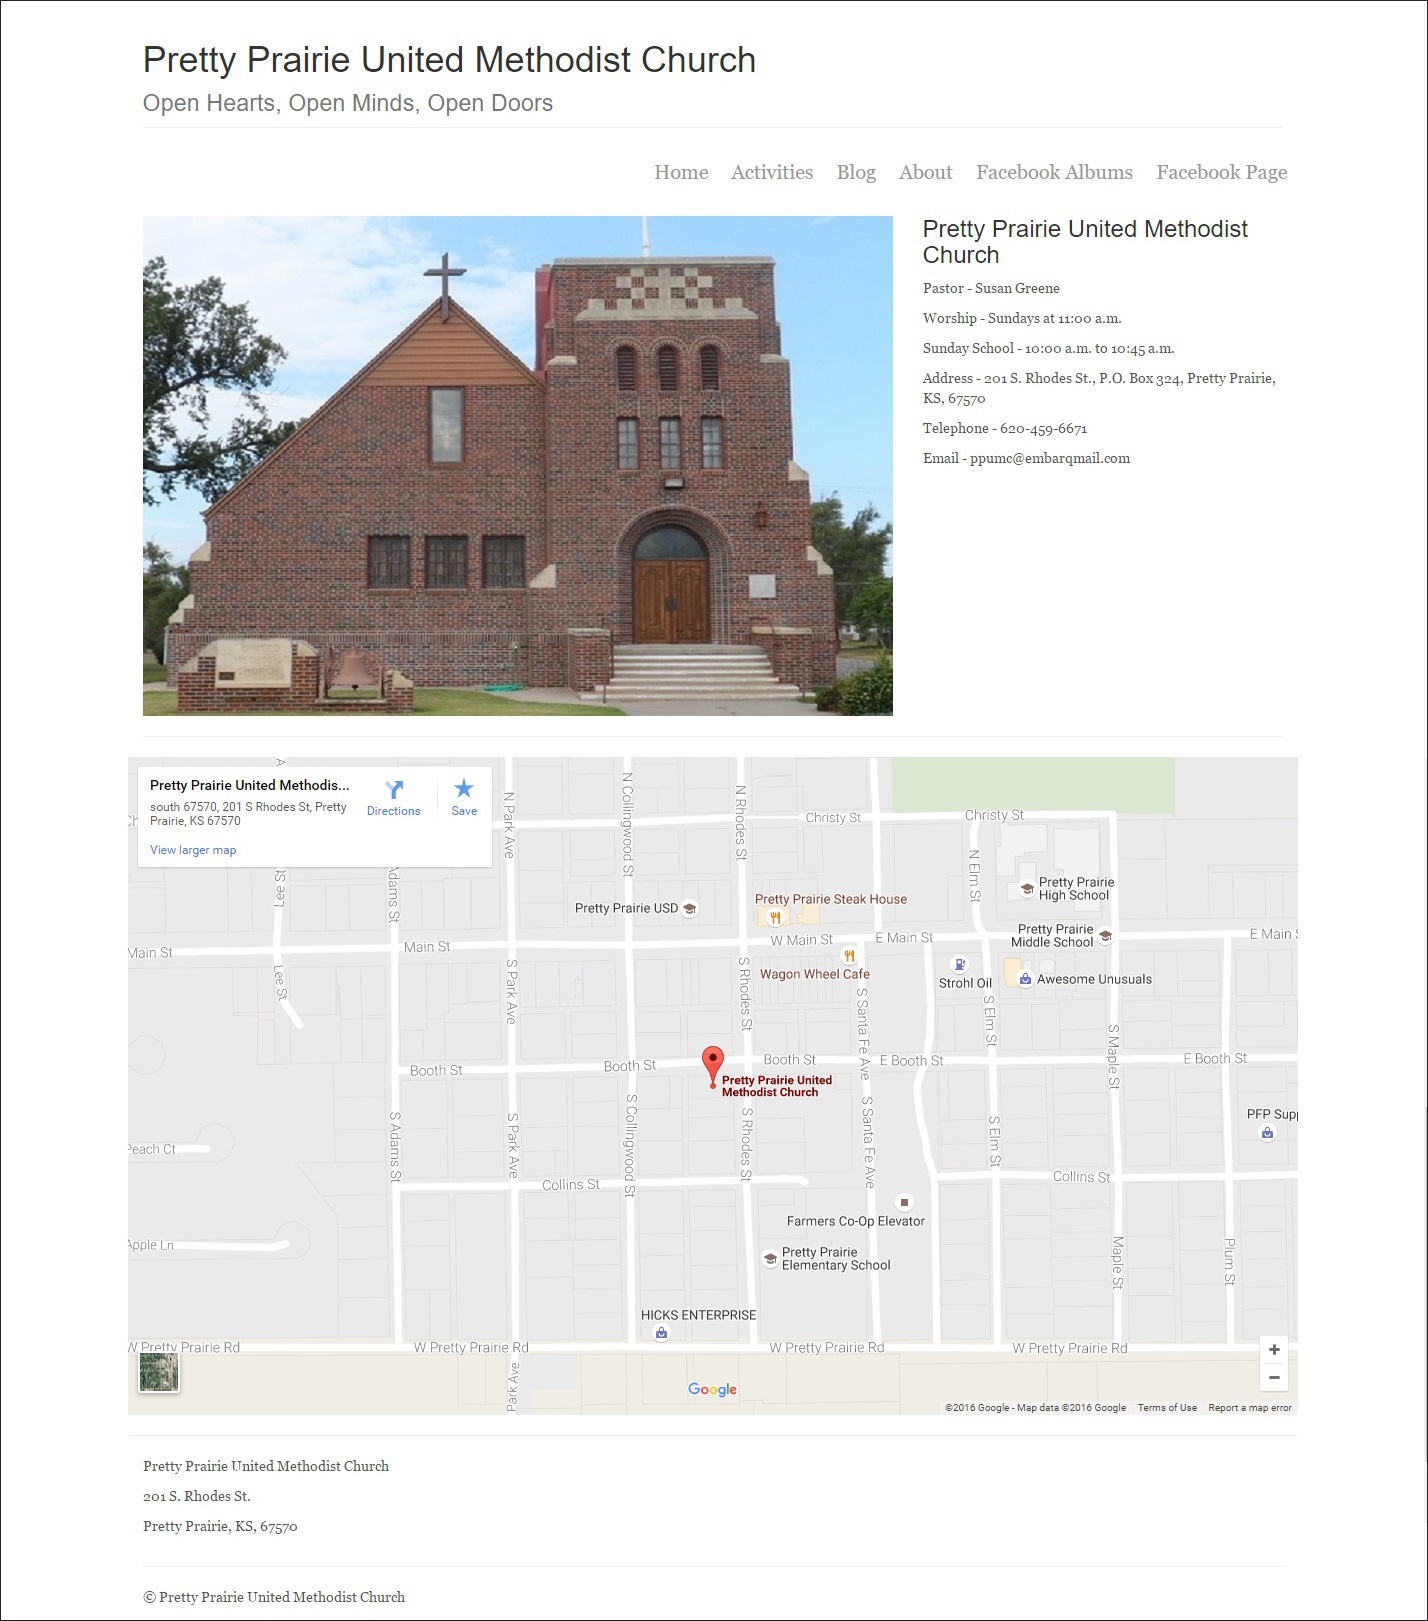 Pretty Prairie United Methodist Church
Open Hearts, Open Minds, Open Doors
Home Activities Blog About Facebook Albums Facebook Page
UNITED
METHODIST
CHURCH
Pretty Prairie United Methodist
Church
Pastor - Susan Greene
Worship - Sundays at 11:00 a.m.
Sunday School - 10:00 a.m. to 10:45 a.m.
Address - 201 S. Rhodes St., P.O. Box 324, Pretty Prairie,
KS, 67570
Telephone - 620-459-6671
Email - ppumc@embarqmail.com
Pretty Prairie United Methodis...
south 67570, 201 S Rhodes St, Pretty
Prairie, KS 67570
View larger map
Directions
Save
N Park Ave
N Collingwood St
N Rhodes St
Christy St
Christy St
Lee St
Adams St
N Elm St
Pretty Prairie
High School
Pretty Prairie USD
Pretty Prairie Steak House
Main St
Main St
W Main St
E Main St
Pretty Prairie
Middle School
E Main S
Lee St
S Park Ave
S Rhodes St
Wagon Wheel Cafe
Strohl Oil
Awesome Unusuals
S Santa Fe Ave
S Elm St
S Maple St
Booth St
Booth St
Booth St
E Booth St
E Booth St
Pretty Prairie United
Methodist Church
S Adams St
S Park Ave
S Collingwood St
S Rhodes St
S Santa Fe Ave
S Elm St
PFP Supp
Peach Ct
Collins St
Collins St
Farmers Co-Op Elevator
Apple Ln
Pretty Prairie
Elementary School
Maple St
Plum St
HICKS ENTERPRISE
W Pretty Prairie Rd
W Pretty Prairie Rd
W Pretty Prairie Rd
W Pretty Prairie Rd
Park Ave
Google
©2016 Google - Map data ©2016 Google Terms of Use Report a map error
Pretty Prairie United Methodist Church
201 S. Rhodes St.
Pretty Prairie, KS, 67570
© Pretty Prairie United Methodist Church